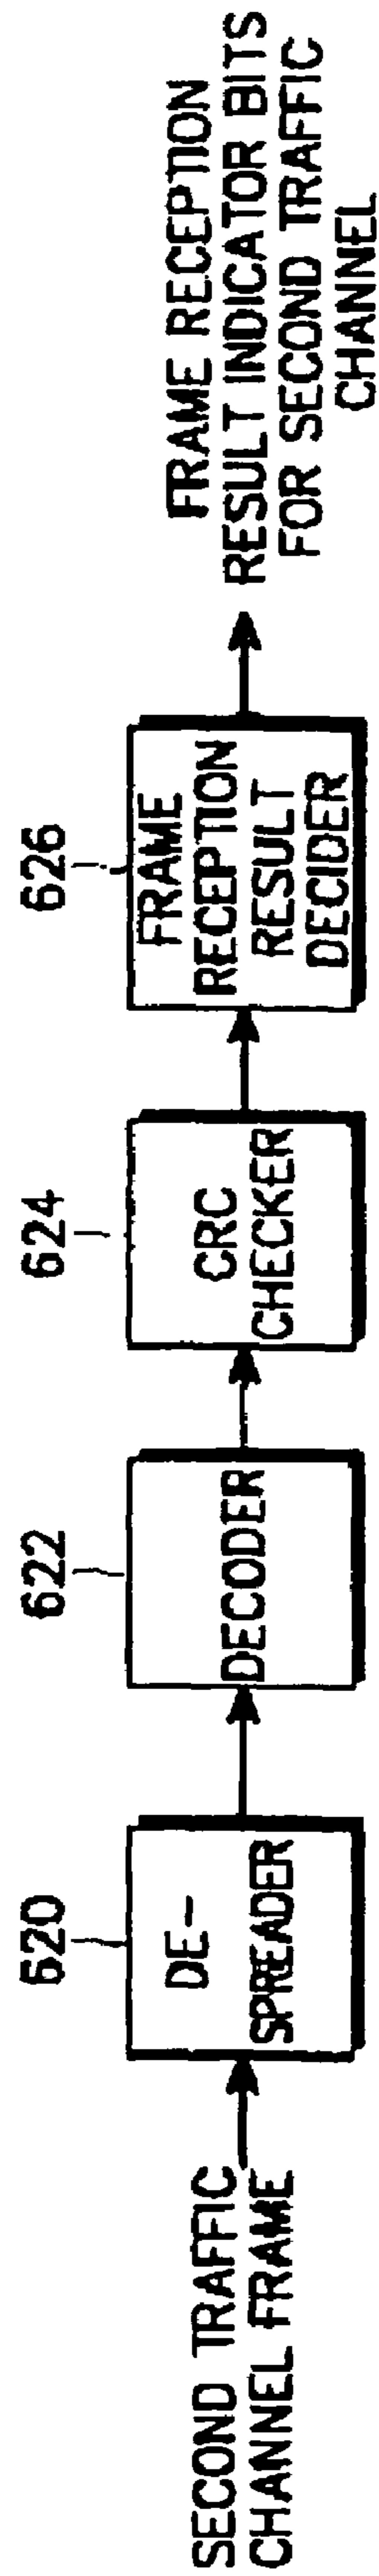 SECOND TRAFFIC
CHANNEL FRAME
620
DE-
SPREADER
622
DECODER
624
CRC
CHECKER
626
FRAME
RECEPTION
RESULT
DECIDER
FRAME RECEPTION
RESULT INDICATOR BITS
FOR SECOND TRAFFIC
CHANNEL